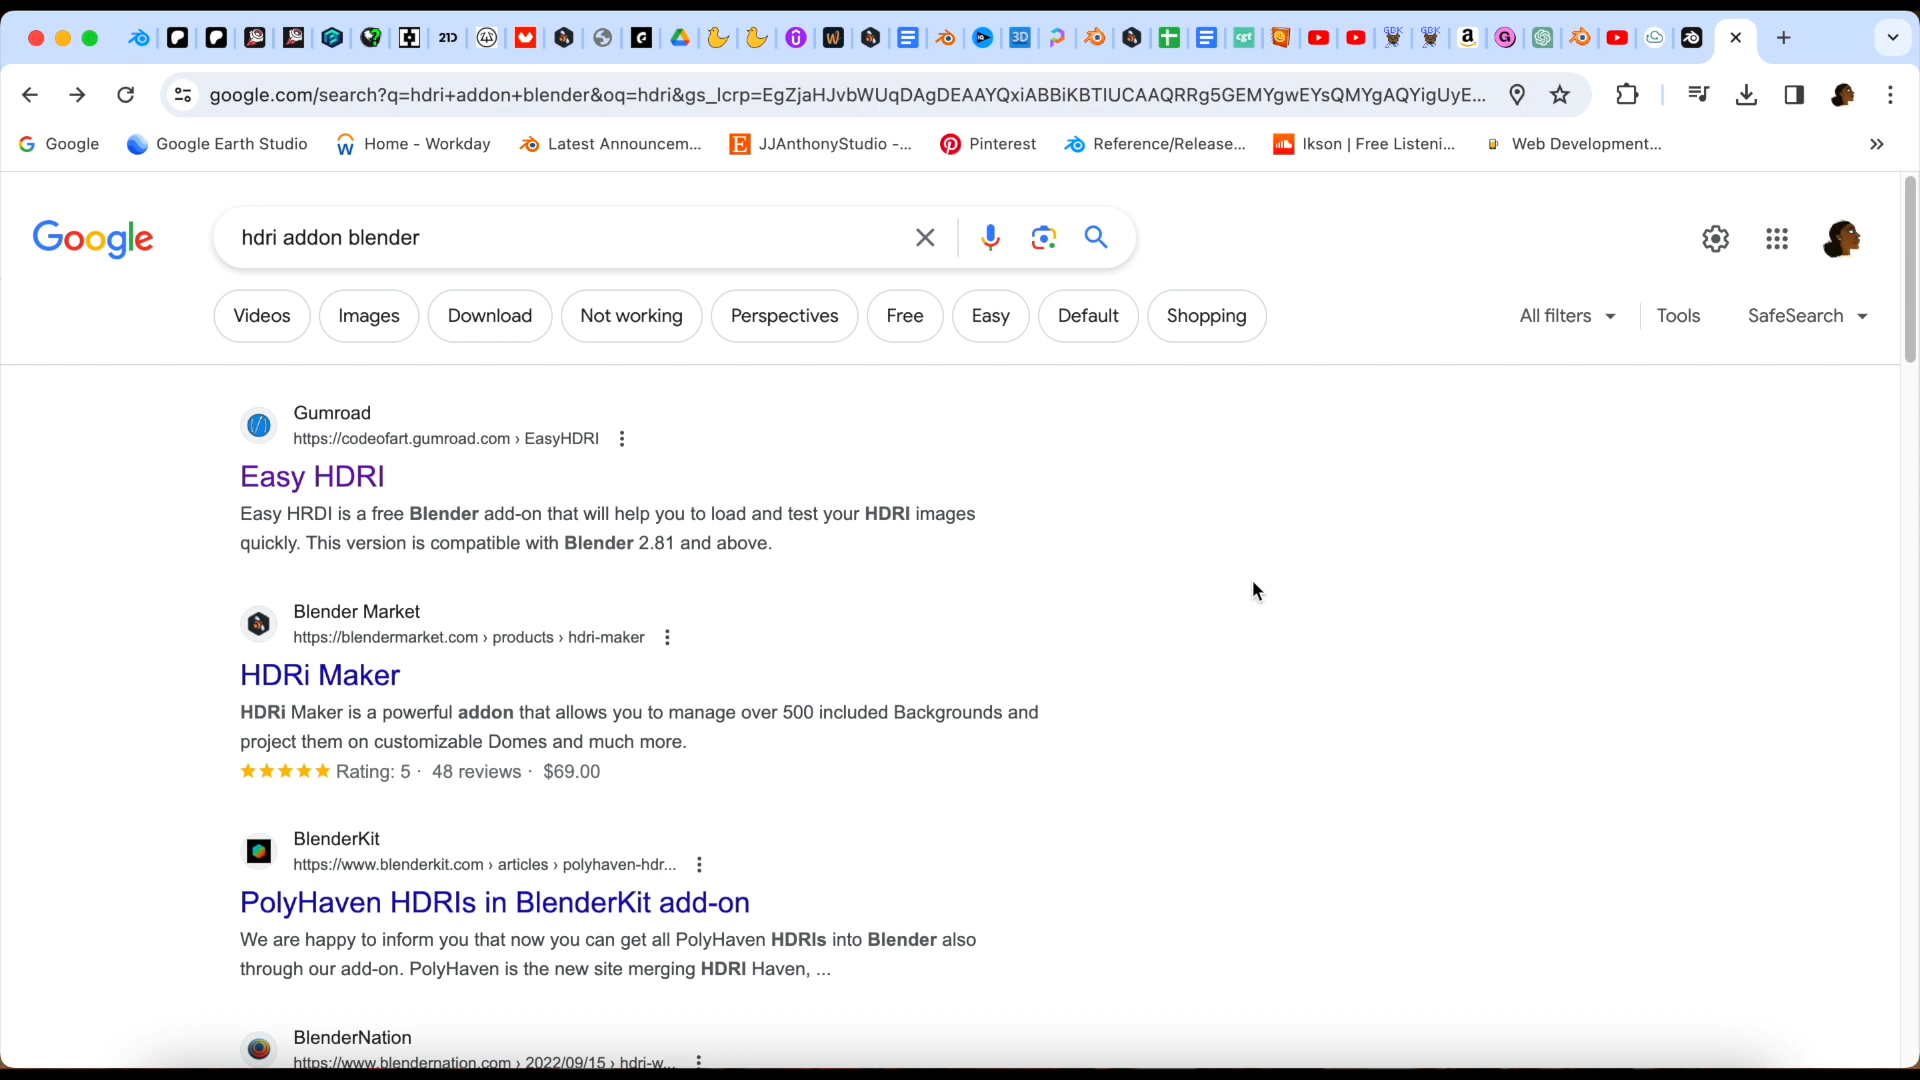 google.com/search?q=hdri+addon+blender&oq=hdri&gs_lcrp=EgZjaHJvbWUqDAgDEAAYQxiABBiKBTIUCAAQRRg5GEMYgwEYsQMYgAQYigUyE...
Google
Google Earth Studio
Home - Workday
Latest Announcem...
JJAnthonyStudio -...
Pinterest
Reference/Release...
Ikson | Free Listeni...
Web Development...
Google
hdri addon blender
Videos
Images
Download
Not working
Perspectives
Free
Easy
Default
Shopping
All filters
Tools
SafeSearch
Gumroad
https://codeofart.gumroad.com › EasyHDRI
Easy HDRI
Easy HRDI is a free Blender add-on that will help you to load and test your HDRI images
quickly. This version is compatible with Blender 2.81 and above.
Blender Market
https://blendermarket.com › products › hdri-maker
HDRi Maker
HDRi Maker is a powerful addon that allows you to manage over 500 included Backgrounds and
project them on customizable Domes and much more.
Rating: 5 · 48 reviews · $69.00
BlenderKit
https://www.blenderkit.com › articles › polyhaven-hdr...
PolyHaven HDRIs in BlenderKit add-on
We are happy to inform you that now you can get all PolyHaven HDRIs into Blender also
through our add-on. PolyHaven is the new site merging HDRI Haven, ...
BlenderNation
https://www.blendernation.com › 2022/09/15 › hdri-w...